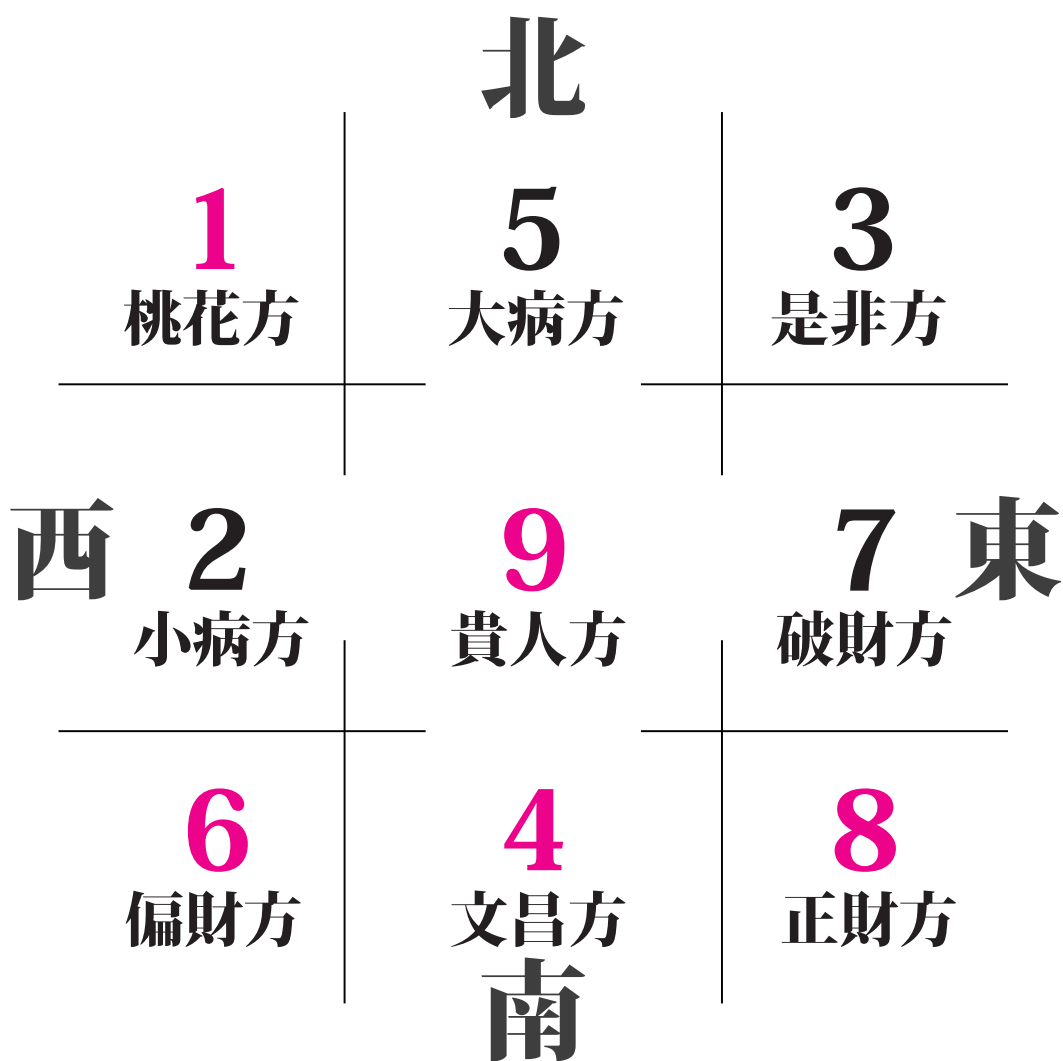 北
1 5 3
桃花方 大病方 是非方
西 2 9 7 東
小病方 貴人方 破財方
6 4 8
偏財方 文昌方 正財方
南